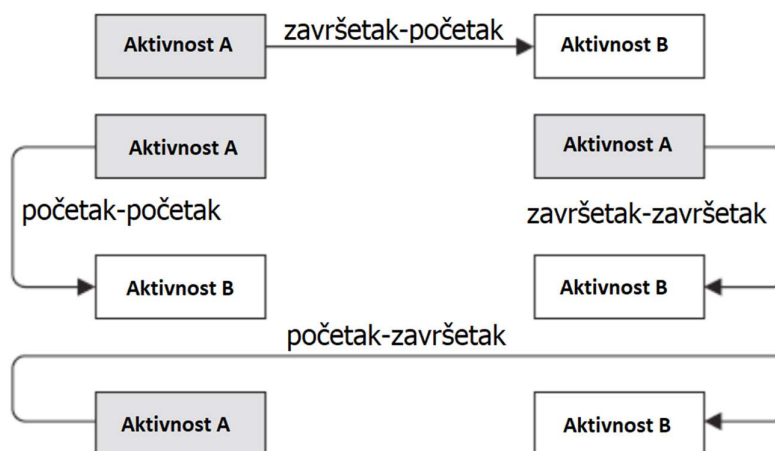 Aktivnost A
završetak-početak
Aktivnost B
Aktivnost A
Aktivnost A
početak-početak
završetak-završetak
Aktivnost B
Aktivnost B
početak-završetak
Aktivnost A
Aktivnost B